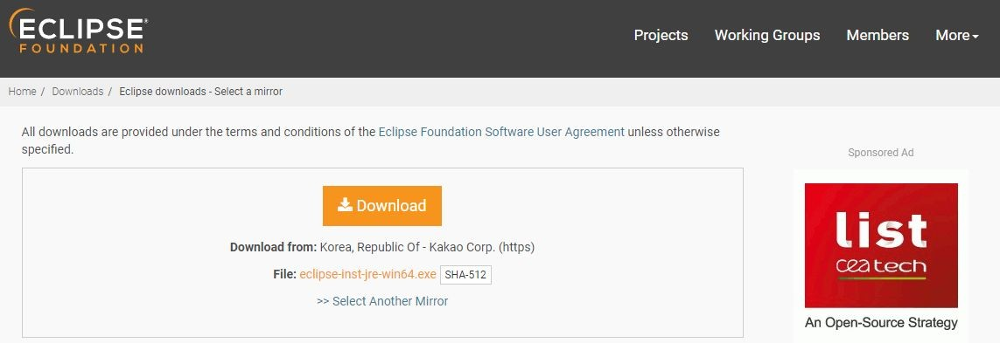 ECLIPSE®
FOUNDATION
Projects Working Groups Members More
Home / Downloads / Eclipse downloads - Select a mirror
All downloads are provided under the terms and conditions of the Eclipse Foundation Software User Agreement unless otherwise
specified.
Sponsored Ad
Download
Download from: Korea, Republic Of - Kakao Corp. (https)
File: eclipse-inst-jre-win64.exe SHA-512
>> Select Another Mirror
list
ceatech
An Open-Source Strategy